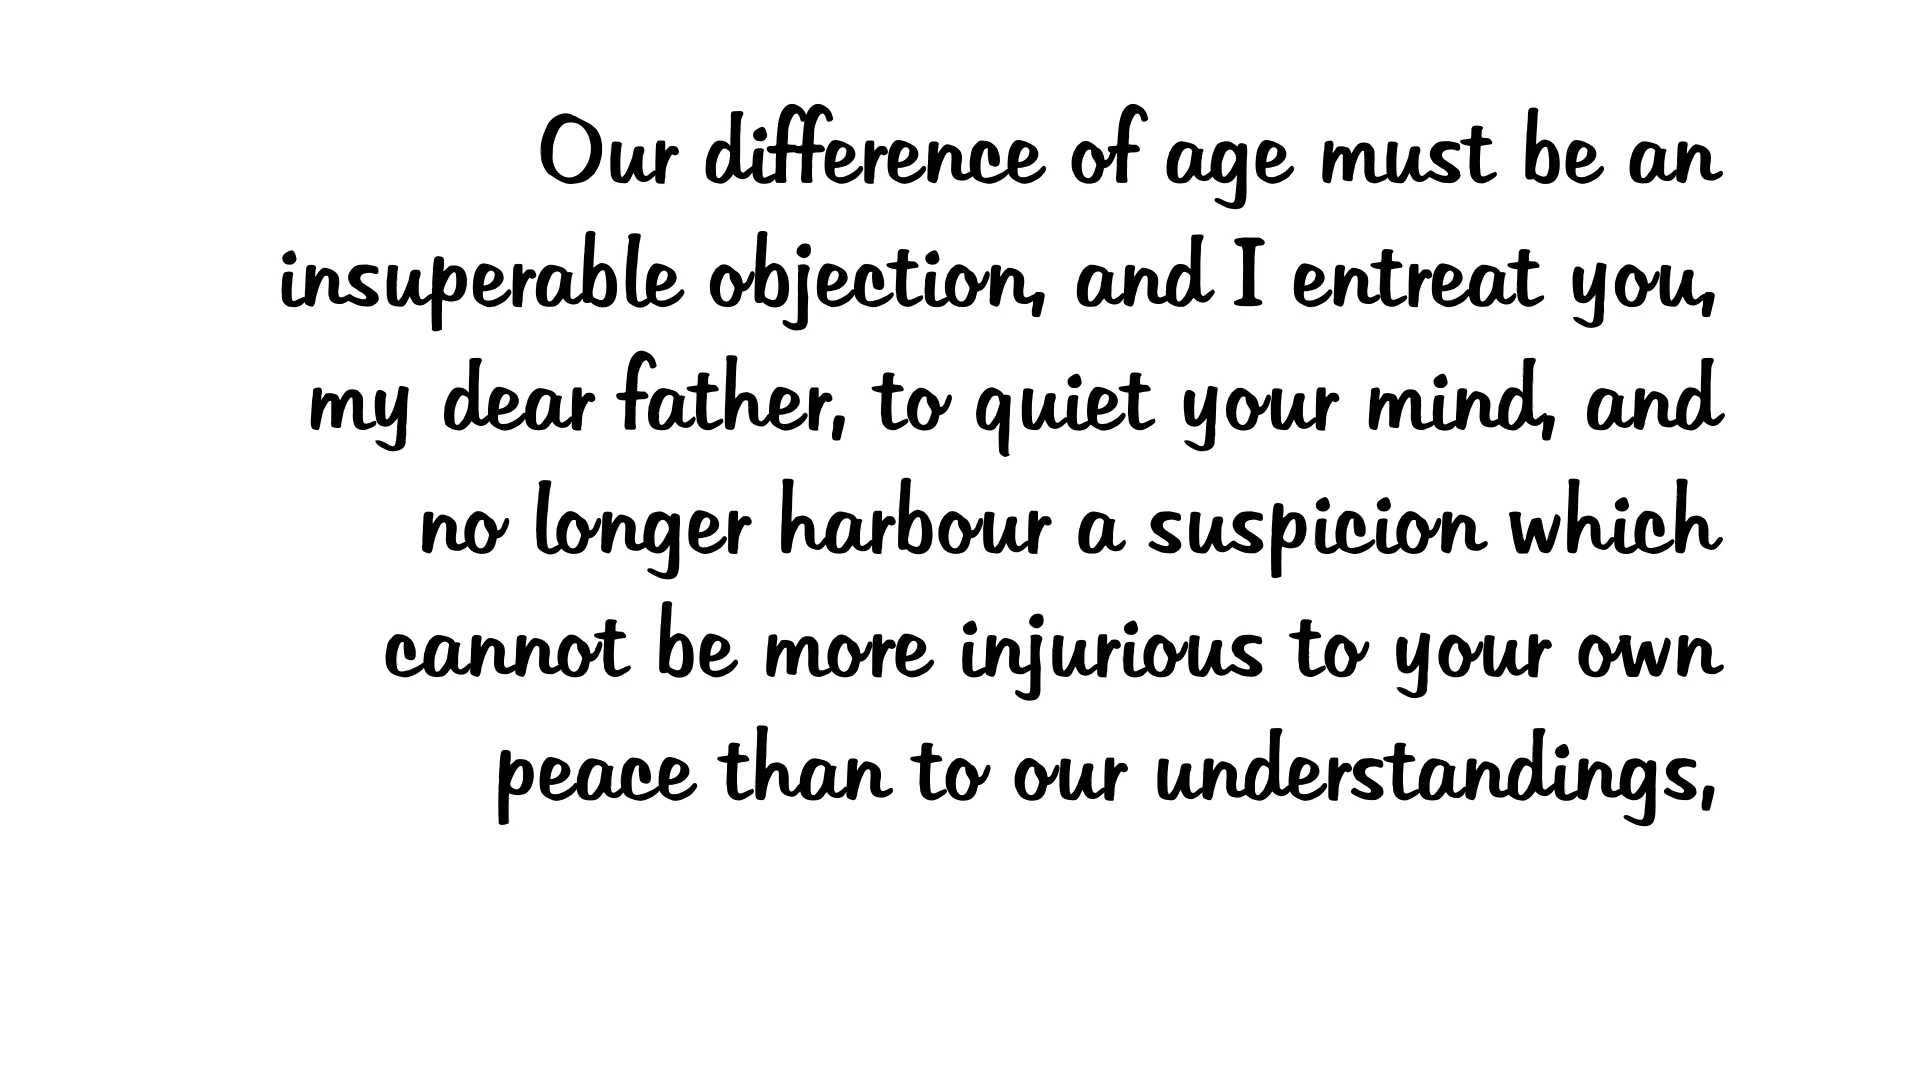 Our difference of age must be an
insuperable objection, and I entreat you,
my dear father, to quiet your mind, and
no longer harbour a suspicion which
cannot be more injurious to your own
peace than to our understandings,